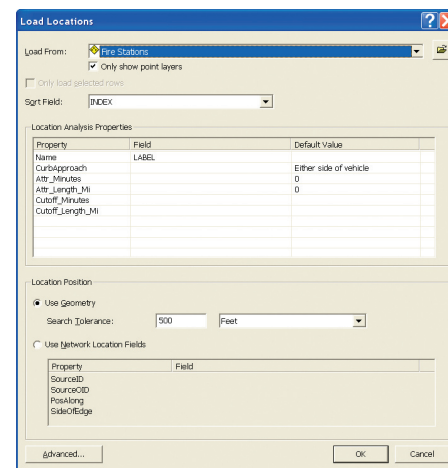 Load Locations
Load From: Fire Stations
Only show point layers
Only load selected rows
Sort Field: INDEX
Location Analysis Properties
Property Field Default Value
Name LABEL
CurbApproach Either side of vehicle
Attr_Minutes 0
Attr_Length_Mi 0
Cutoff_Minutes
Cutoff_Length_Mi
Location Position
Use Geometry
Search Tolerance: 500 Feet
Use Network Location Fields
Property Field
SourceID
SourceOID
PosAlong
SideOfEdge
Advanced... OK Cancel